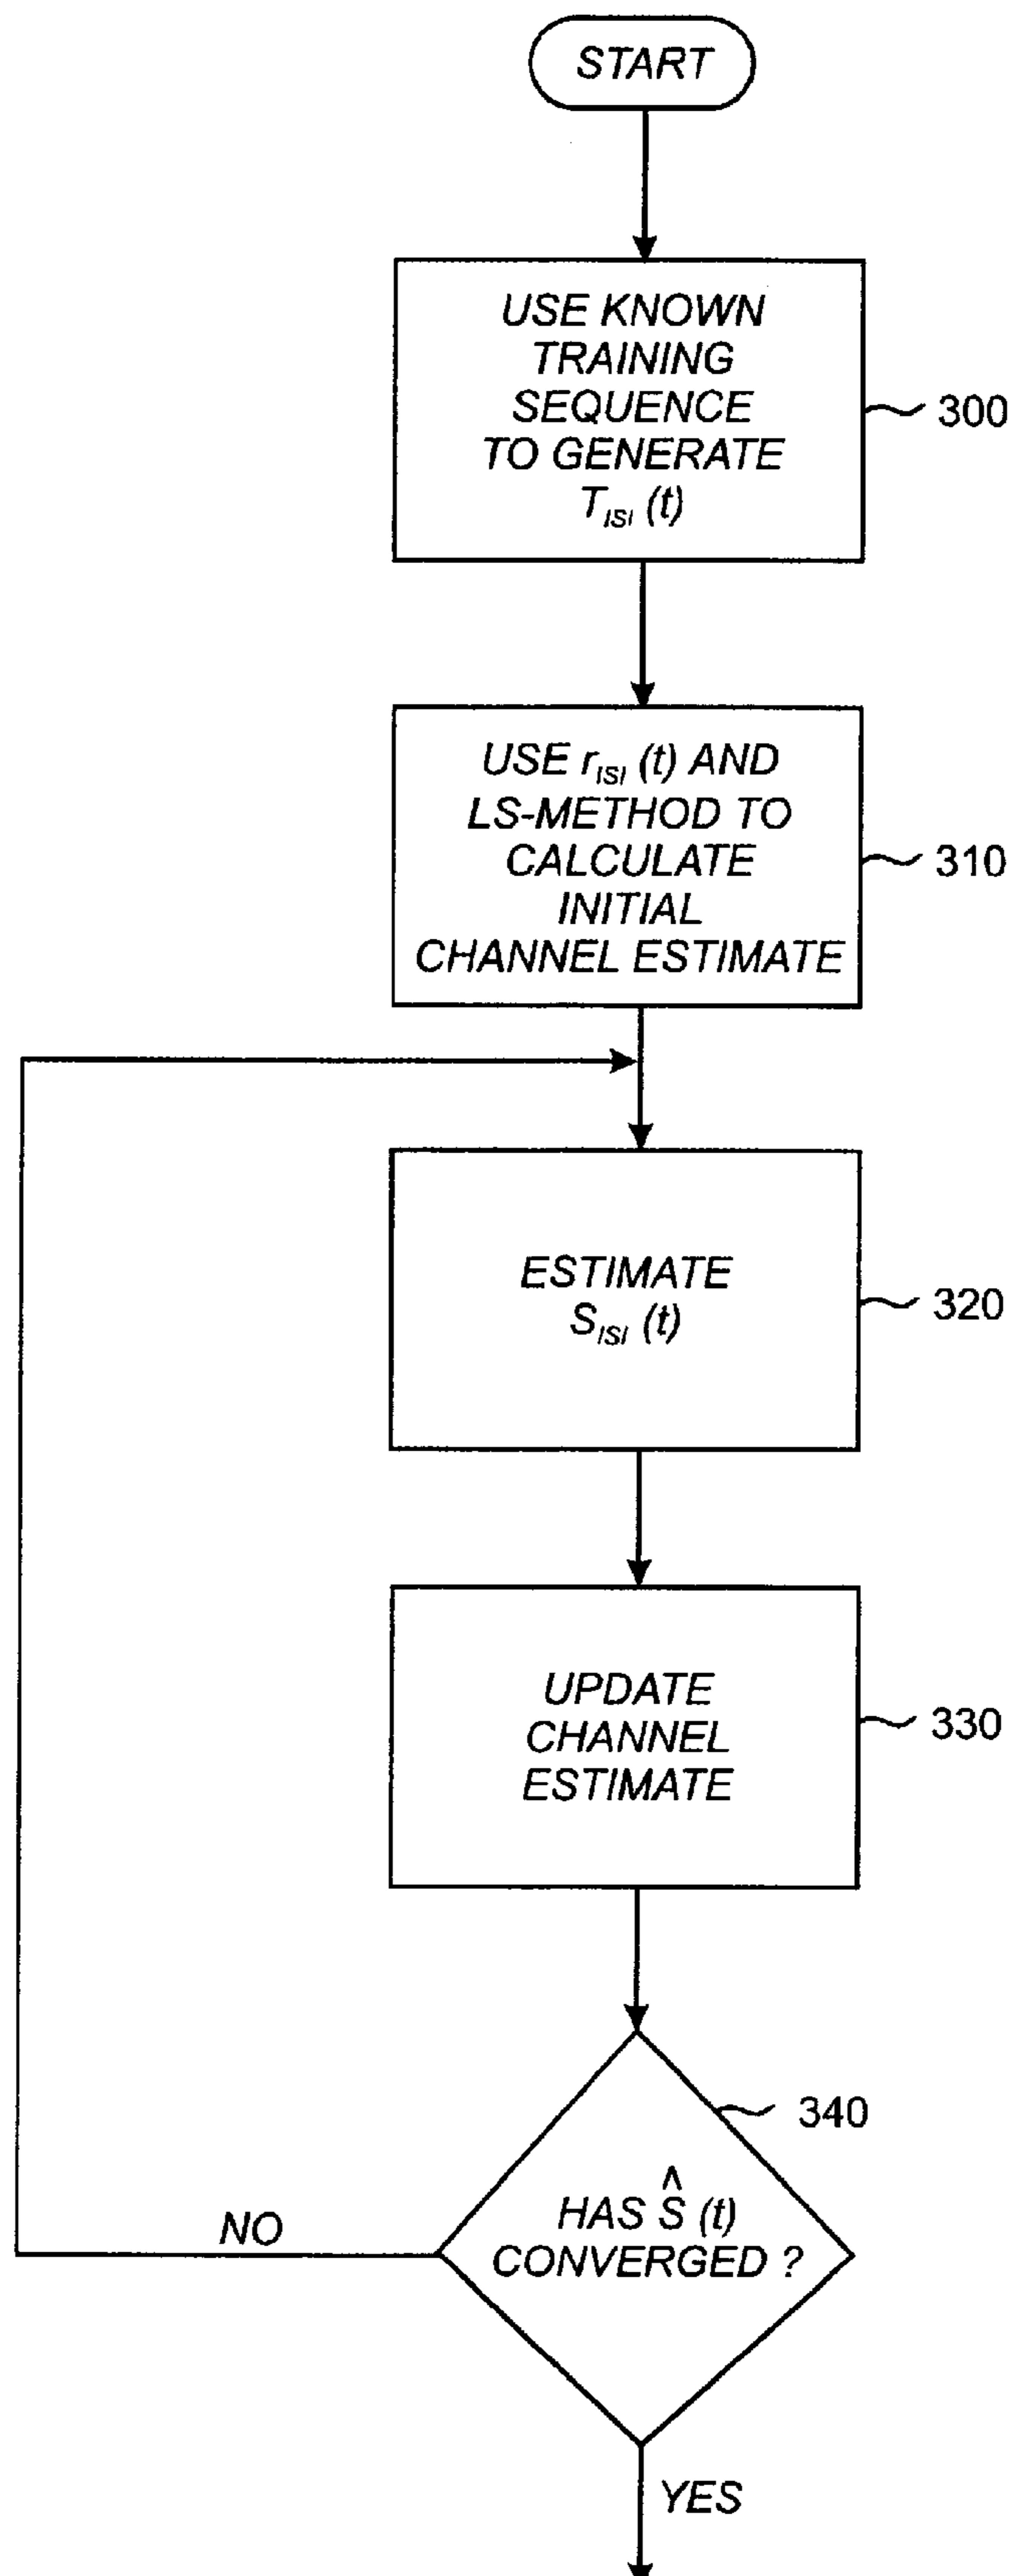 START
USE KNOWN
TRAINING
SEQUENCE
TO GENERATE
T_ISI (t)
300
USE r_ISI (t) AND
LS-METHOD TO
CALCULATE
INITIAL
CHANNEL ESTIMATE
310
ESTIMATE
S_ISI (t)
320
UPDATE
CHANNEL
ESTIMATE
330
340
HAS Ŝ (t)
CONVERGED ?
NO
YES